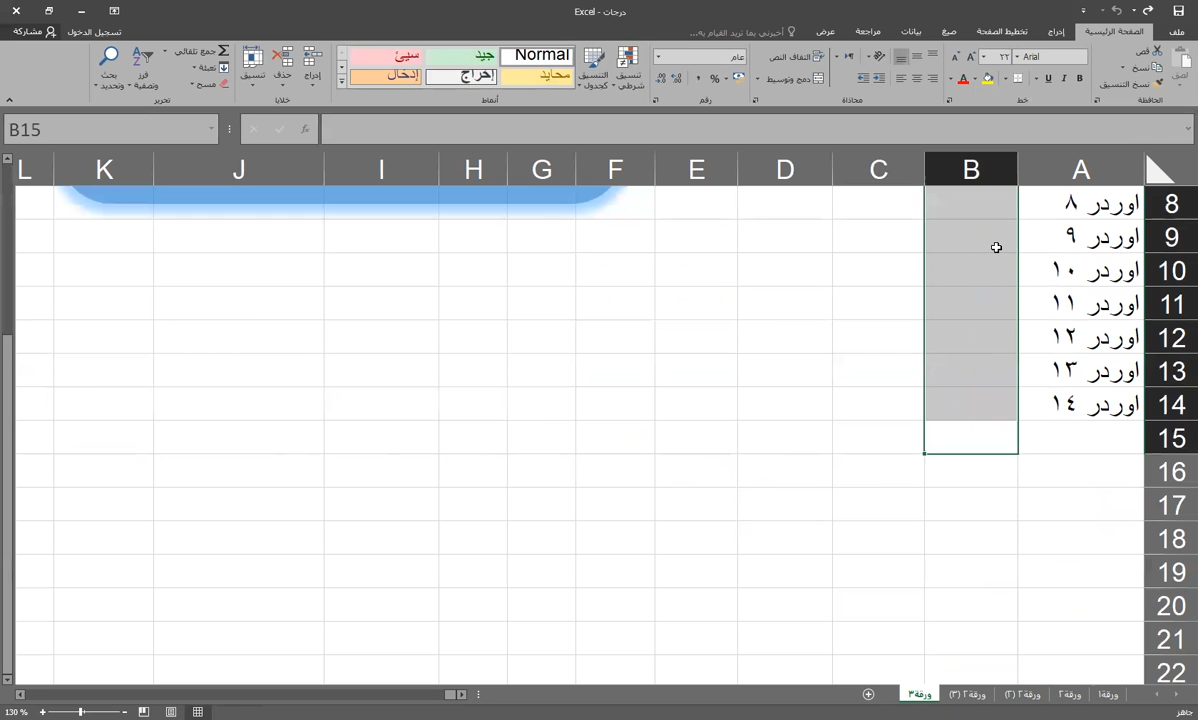 درجات - Excel
تسجيل الدخول
مشاركة
ملف
الصفحة الرئيسية
إدراج
تخطيط الصفحة
صيغ
بيانات
مراجعة
عرض
أخبرني بما تريد القيام به...
قص
نسخ
نسخ التنسيق
الحافظة
Arial
٢٢
B I U
خط
التفاف النص
دمج وتوسيط
محاذاة
عام
رقم
تنسيق شرطي
التنسيق كجدول
Normal
جيد
سيئ
محايد
إخراج
إدخال
أنماط
إدراج
حذف
تنسيق
خلايا
جمع تلقائي
تعبئة
مسح
فرز وتصفية
بحث وتحديد
تحرير
B15
fx
A B C D E F G H I J K L
8 اوردر ٨
9 اوردر ٩
10 اوردر ١٠
11 اوردر ١١
12 اوردر ١٢
13 اوردر ١٣
14 اوردر ١٤
15
16
17
18
19
20
21
22
ورقة١
ورقة٢
ورقة٢ (٢)
ورقة٢ (٣)
ورقة٣
جاهز
130 %